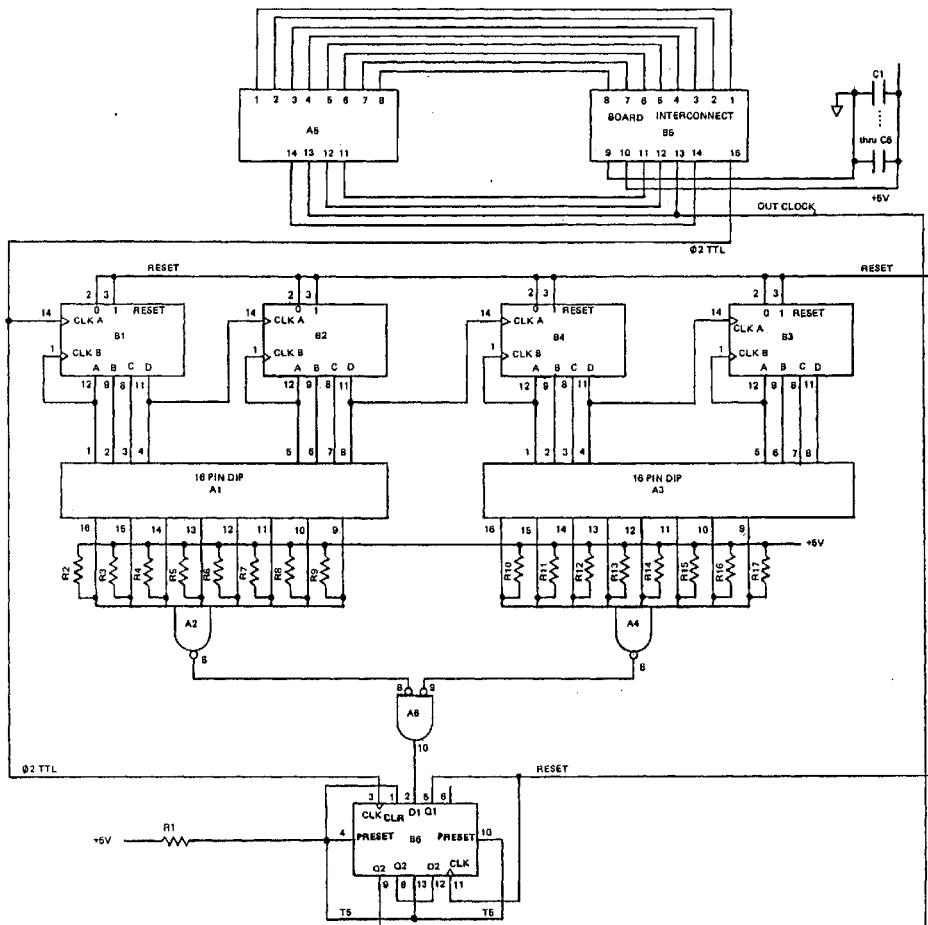 1 2 3 4 5 6 7 8
A5
14 13 12 11
8 7 6 5 4 3 2 1
BOARD INTERCONNECT
B5
9 10 11 12 13 14 16
C1
thru C6
+5V
OUT CLOCK
Ø2 TTL
RESET RESET
2 3 2 3 2 3 2 3
0 1 RESET 0 1 RESET 0 1 RESET 0 1 RESET
14 CLK A B1 14 CLK A B2 14 CLK A B4 14 CLK A B3
1 CLK B 1 CLK B 1 CLK B 1 CLK B
A B C D A B C D A B C D A B C D
12 9 8 11 12 9 8 11 12 9 8 11 12 9 8 11
1 2 3 4 5 6 7 8 1 2 3 4 5 6 7 8
16 PIN DIP 16 PIN DIP
A1 A3
16 15 14 13 12 11 10 9 16 15 14 13 12 11 10 9
+5V
R2 R3 R4 R5 R6 R7 R8 R9 R10 R11 R12 R13 R14 R15 R16 R17
A2 A4
8 8
8 9
A6
10
Ø2 TTL RESET
3 1 2 5 6
CLK CLR D1 Q1
+5V R1 4 PRESET B6 PRESET 10
Q2 Q2 D2 CLK
9 8 13 12 11
T5 T5